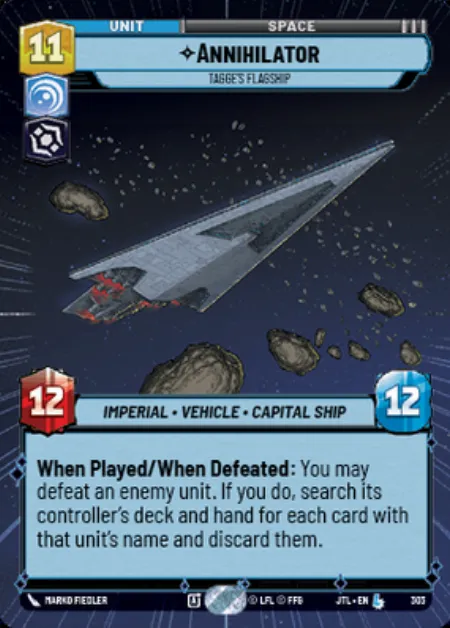 UNIT
SPACE
11
ANNIHILATOR
TAGGE'S FLAGSHIP
12
IMPERIAL • VEHICLE • CAPITAL SHIP
12
When Played/When Defeated: You may
defeat an enemy unit. If you do, search its
controller's deck and hand for each card with
that unit's name and discard them.
MARKO FIEDLER
A
© LFL © FFG
JTL • EN
L
303